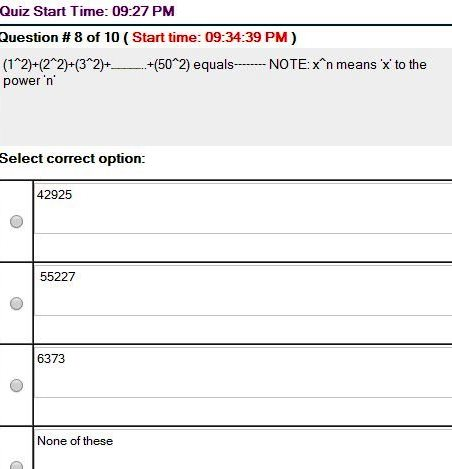 Quiz Start Time: 09:27 PM
Question # 8 of 10 ( Start time: 09:34:39 PM )
(1^2)+(2^2)+(3^2)+_____..+(50^2) equals-------- NOTE: x^n means 'x' to the
power 'n'
Select correct option:
42925
55227
6373
None of these